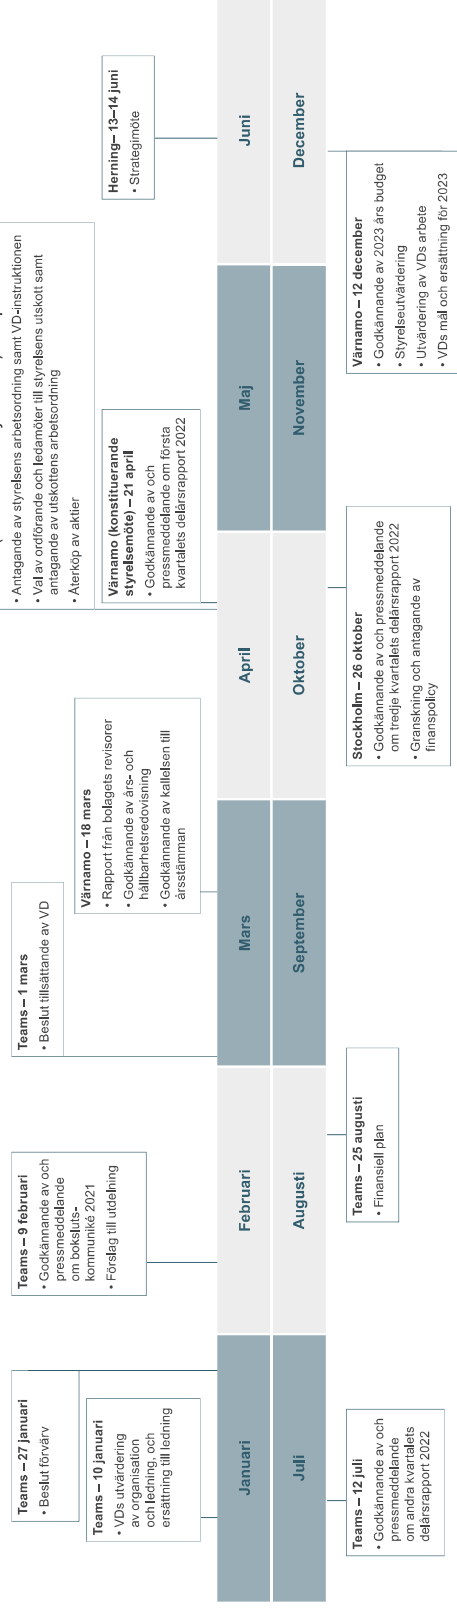 Teams – 27 januari
• Beslut förvärv
Teams – 10 januari
• VDs utvärdering
av organisation
och ledning, och
ersättning till ledning
Teams – 9 februari
• Godkännande av och
pressmeddelande
om boksluts-
kommuniké 2021
• Förslag till utdelning
Teams – 1 mars
• Beslut tillsättande av VD
Värnamo – 18 mars
• Rapport från bolagets revisorer
• Godkännande av års- och
hållbarhetsredovisning
• Godkännande av kallelsen till
årsstämman
• Antagande av styrelsens arbetsordning samt VD-instruktionen
• Val av ordförande och ledamöter till styrelsens utskott samt
antagande av utskottens arbetsordning
• Återköp av aktier
Värnamo (konstituerande
styrelsemöte) – 21 april
• Godkännande av och
pressmeddelande om första
kvartalets delårsrapport 2022
Herning– 13–14 juni
• Strategimöte
Januari
Februari
Mars
April
Maj
Juni
Juli
Augusti
September
Oktober
November
December
Teams – 12 juli
• Godkännande av och
pressmeddelande
om andra kvartalets
delårsrapport 2022
Teams – 25 augusti
• Finansiell plan
Stockholm – 26 oktober
• Godkännande av och pressmeddelande
om tredje kvartalets delårsrapport 2022
• Granskning och antagande av
finanspolicy
Värnamo – 12 december
• Godkännande av 2023 års budget
• Styrelseutvärdering
• Utvärdering av VDs arbete
• VDs mål och ersättning för 2023